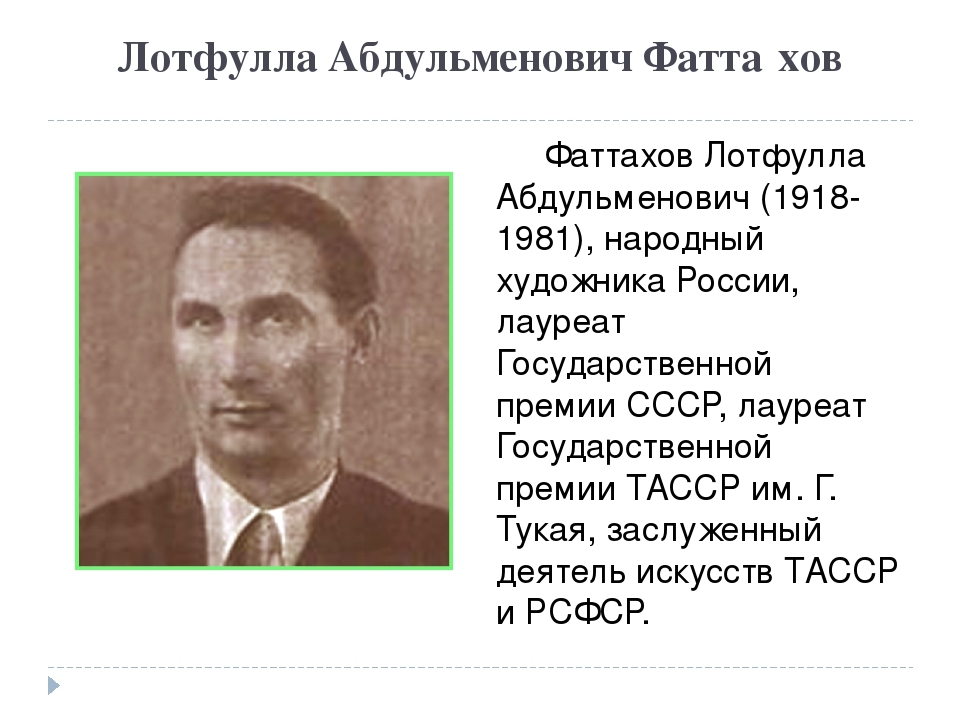 Лотфулла Абдульменович Фатта хов
Фаттахов Лотфулла
Абдульменович (1918-
1981), народный
художника России,
лауреат
Государственной
премии СССР, лауреат
Государственной
премии ТАССР им. Г.
Тукая, заслуженный
деятель искусств ТАССР
и РСФСР.